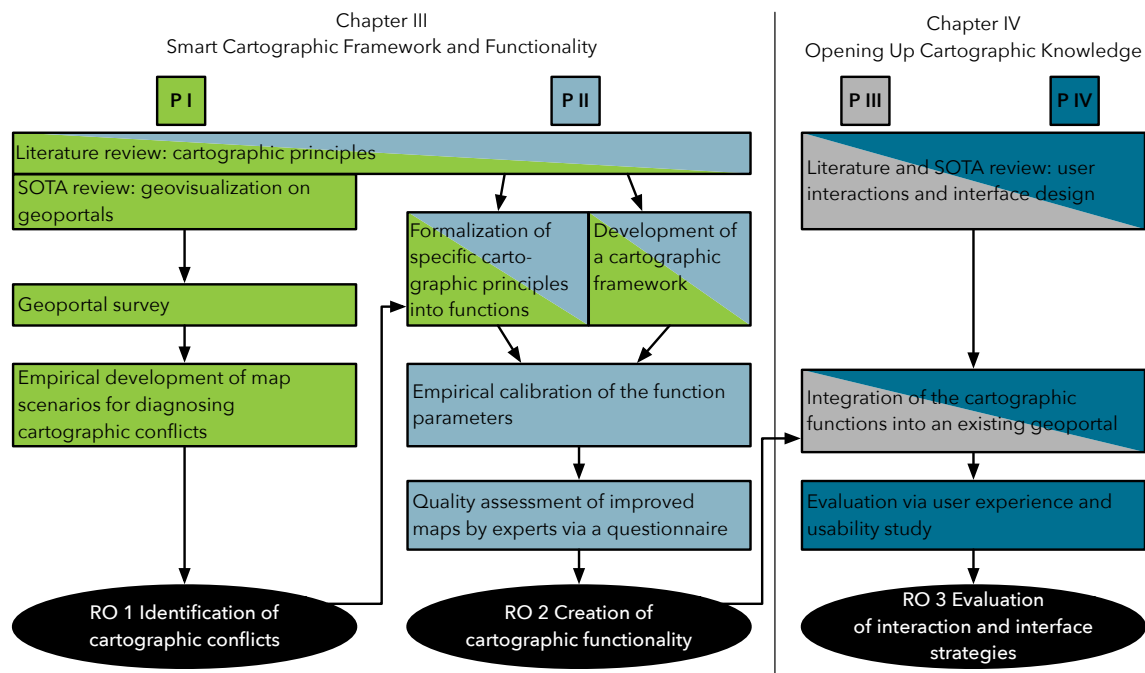 Chapter III
Smart Cartographic Framework and Functionality
Chapter IV
Opening Up Cartographic Knowledge
P I
P II
P III
P IV
Literature review: cartographic principles
SOTA review: geovisualization on
geoportals
Geoportal survey
Empirical development of map
scenarios for diagnosing
cartographic conflicts
RO 1 Identification of
cartographic conflicts
Formalization of
specific carto-
graphic principles
into functions
Development of
a cartographic
framework
Empirical calibration of the function
parameters
Quality assessment of improved
maps by experts via a questionnaire
RO 2 Creation of
cartographic functionality
Literature and SOTA review: user
interactions and interface design
Integration of the cartographic
functions into an existing geoportal
Evaluation via user experience and
usability study
RO 3 Evaluation
of interaction and interface
strategies